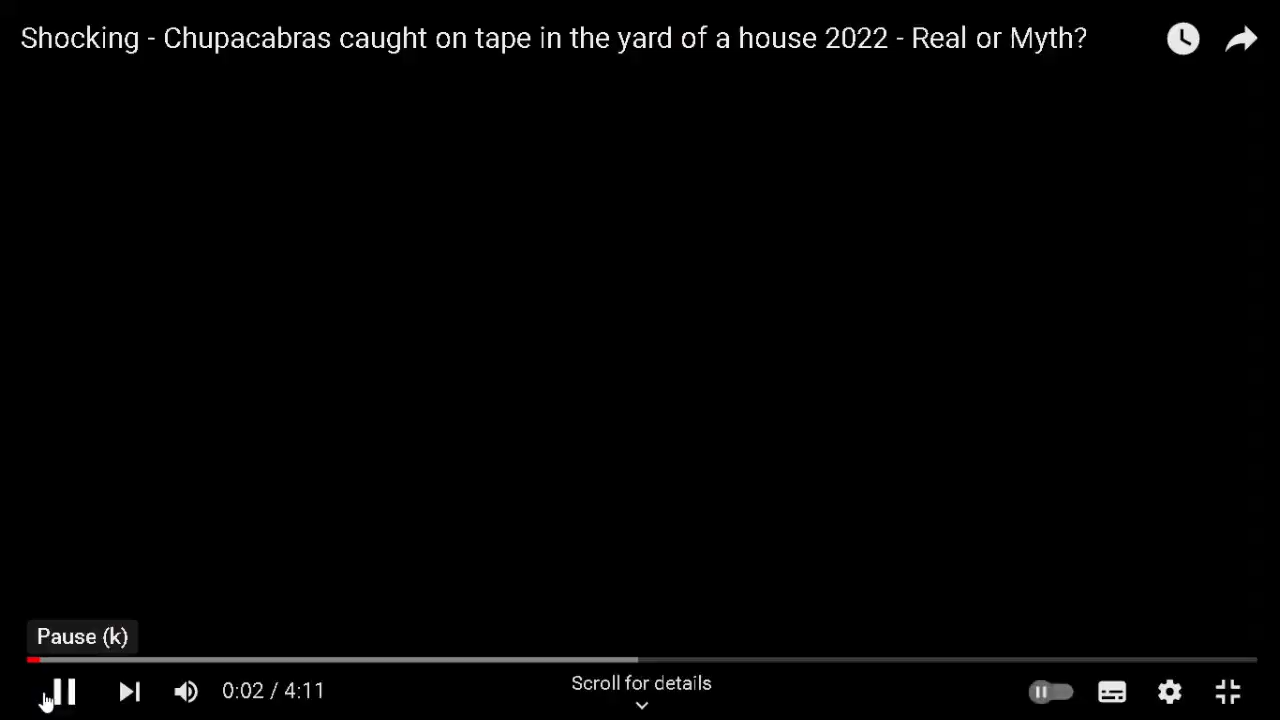 Shocking - Chupacabras caught on tape in the yard of a house 2022 - Real or Myth?
Pause (k)
0:02 / 4:11
Scroll for details